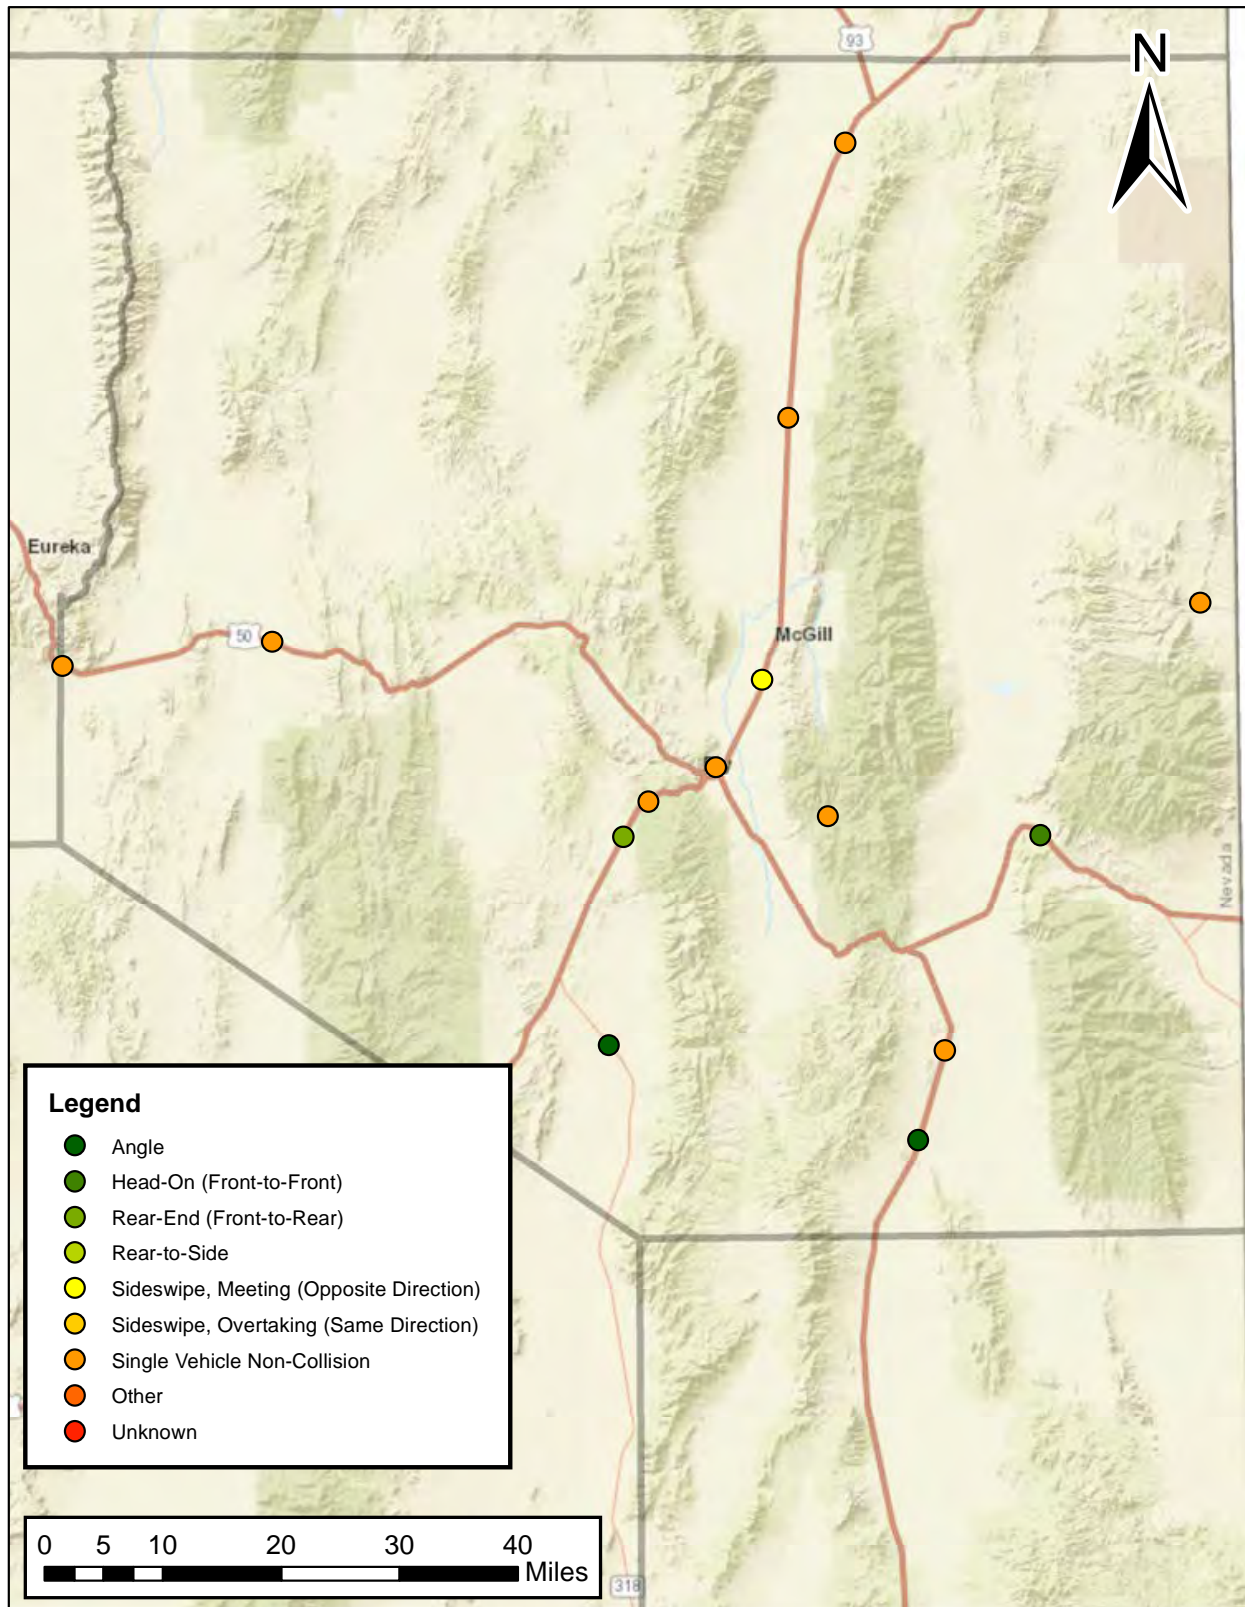 93
N
Eureka
50
McGill
Nevada
Legend
Angle
Head-On (Front-to-Front)
Rear-End (Front-to-Rear)
Rear-to-Side
Sideswipe, Meeting (Opposite Direction)
Sideswipe, Overtaking (Same Direction)
Single Vehicle Non-Collision
Other
Unknown
0 5 10 20 30 40
Miles
318